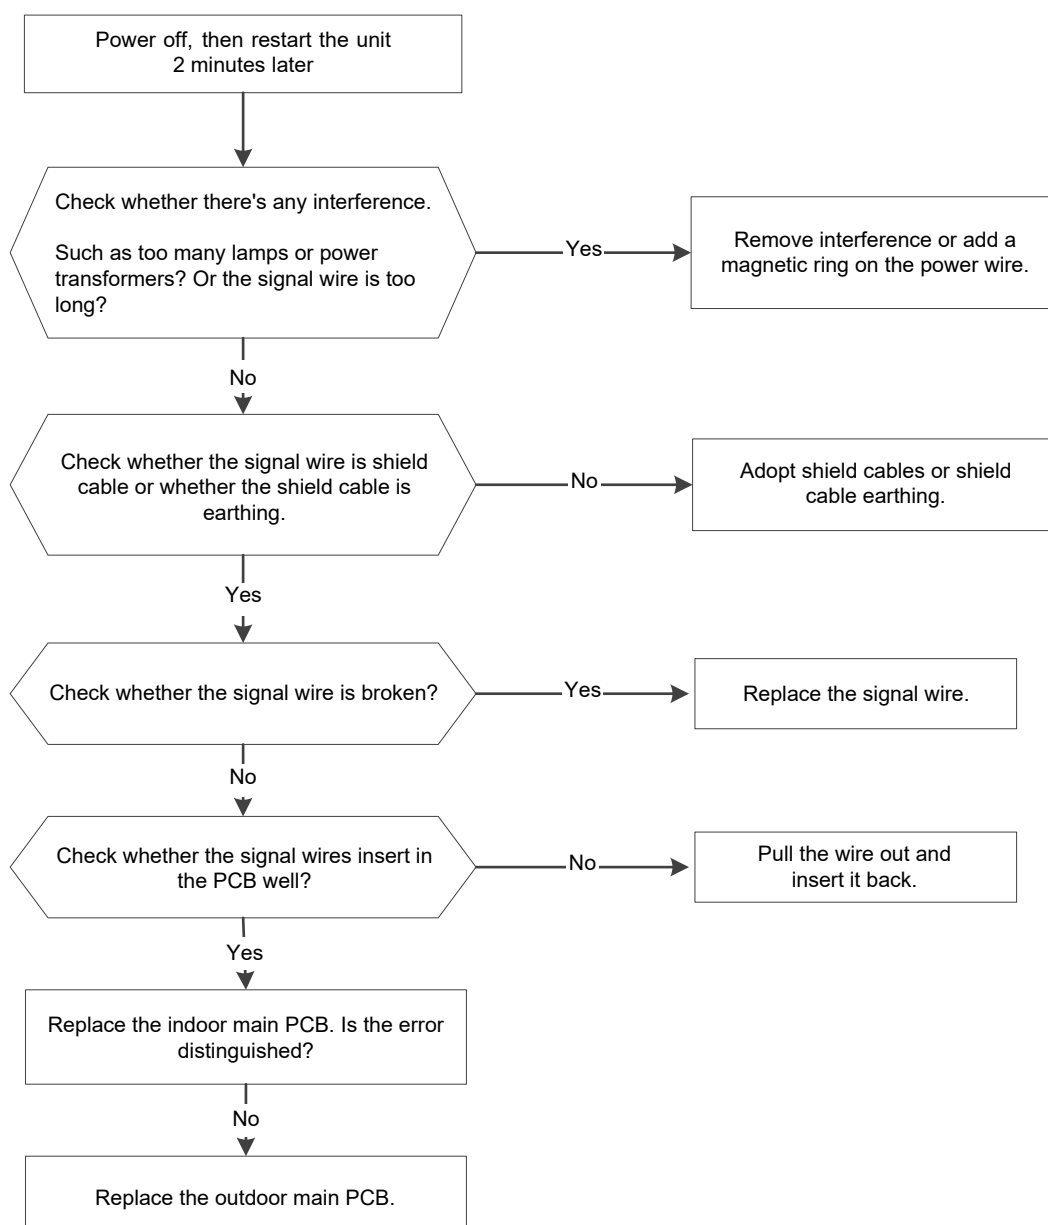 Power off, then restart the unit
2 minutes later
Check whether there's any interference.
Such as too many lamps or power
transformers? Or the signal wire is too
long?
Yes
Remove interference or add a
magnetic ring on the power wire.
No
Check whether the signal wire is shield
cable or whether the shield cable is
earthing.
No
Adopt shield cables or shield
cable earthing.
Yes
Check whether the signal wire is broken?
Yes
Replace the signal wire.
No
Check whether the signal wires insert in
the PCB well?
No
Pull the wire out and
insert it back.
Yes
Replace the indoor main PCB. Is the error
distinguished?
No
Replace the outdoor main PCB.